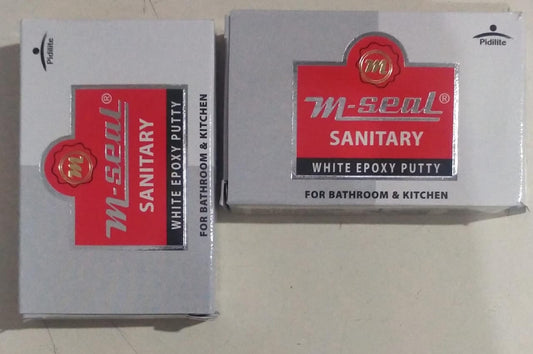 Pidilite
m
m-seal®
SANITARY
WHITE EPOXY PUTTY
FOR BATHROOM & KITCHEN
m
Pidilite
m-seal®
SANITARY
WHITE EPOXY PUTTY
FOR BATHROOM & KITCHEN